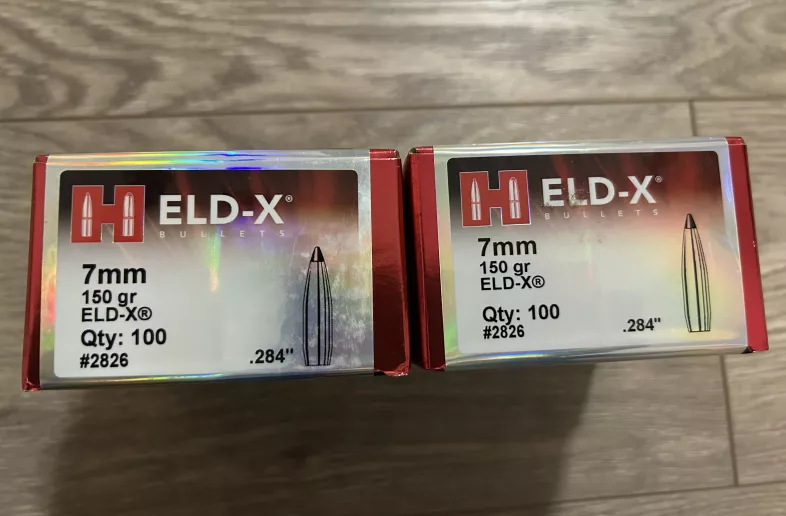 H ELD-X®
BULLETS
7mm
150 gr
ELD-X®
Qty: 100
#2826
.284"
H ELD-X®
BULLETS
7mm
150 gr
ELD-X®
Qty: 100
#2826
.284"